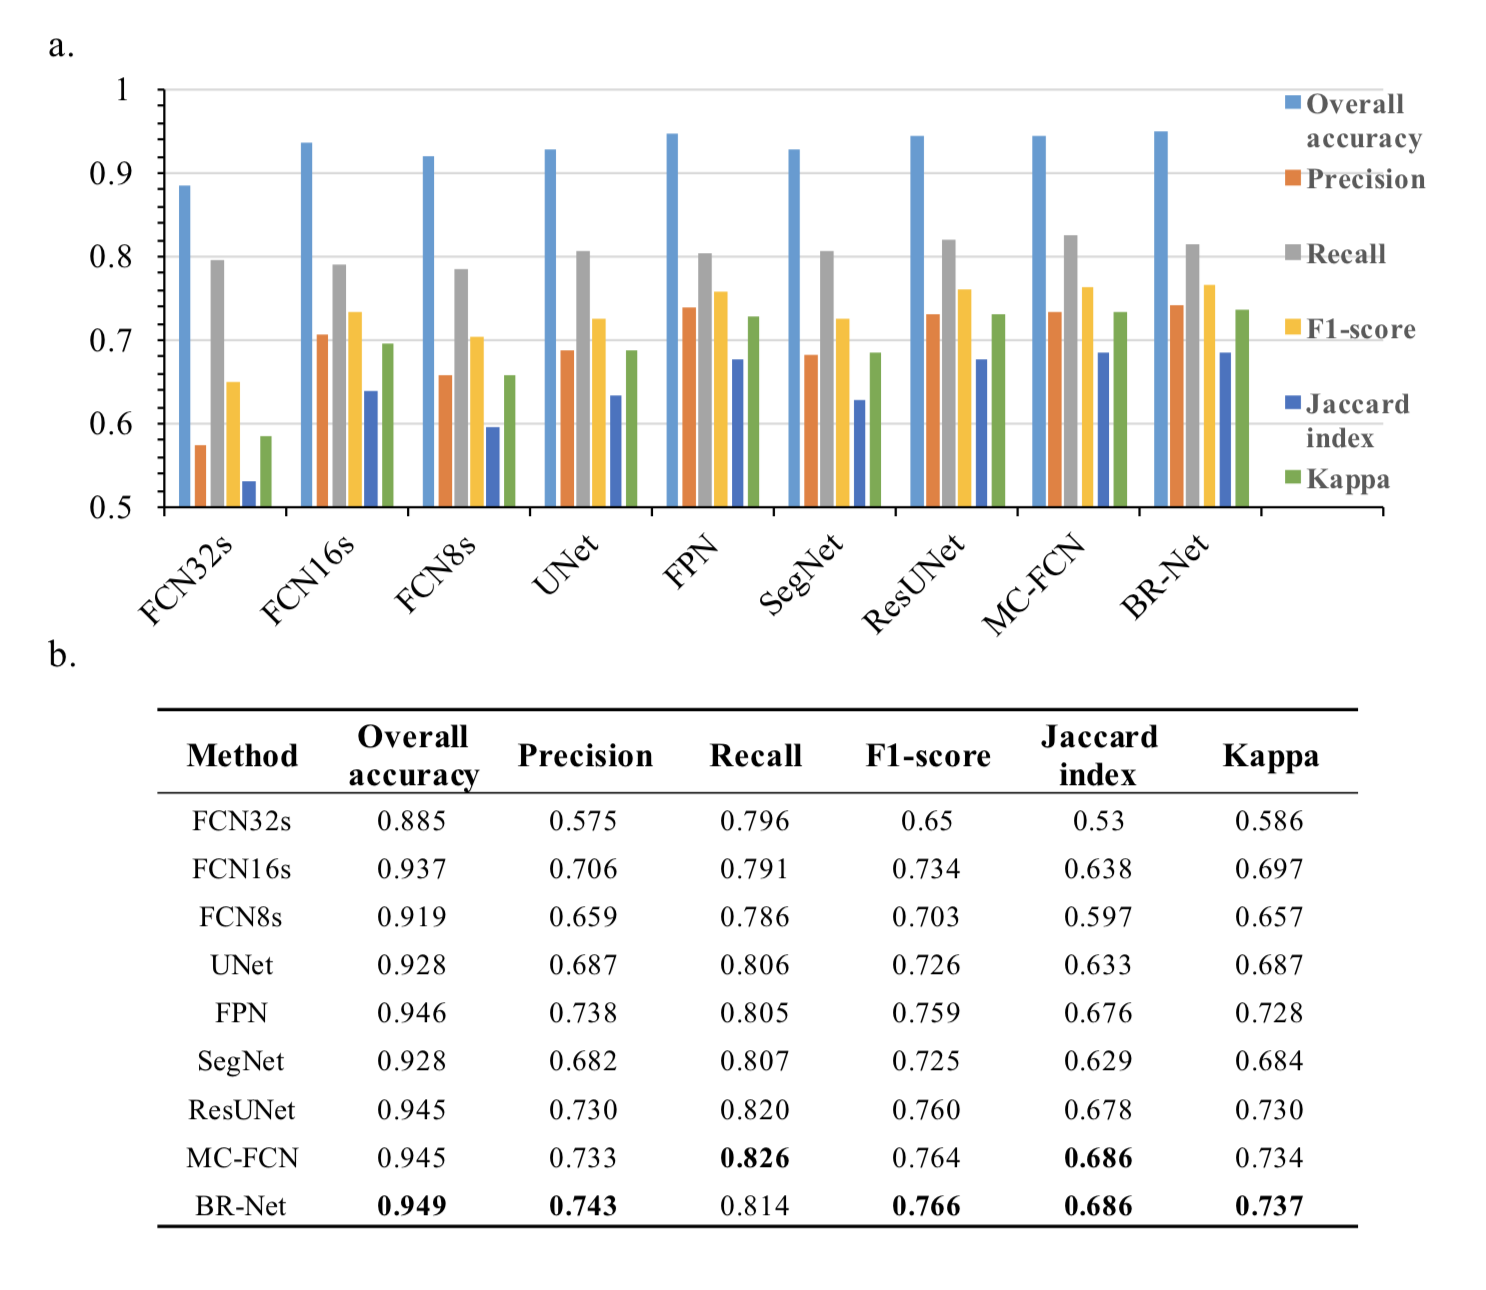 a.
1
0.9
0.8
0.7
0.6
0.5
Overall
accuracy
Precision
Recall
F1-score
Jaccard
index
Kappa
FCN32s
FCN16s
FCN8s
UNet
FPN
SegNet
ResUNet
MC-FCN
BR-Net
b.
Method Overall accuracy Precision Recall F1-score Jaccard index Kappa
FCN32s 0.885 0.575 0.796 0.65 0.53 0.586
FCN16s 0.937 0.706 0.791 0.734 0.638 0.697
FCN8s 0.919 0.659 0.786 0.703 0.597 0.657
UNet 0.928 0.687 0.806 0.726 0.633 0.687
FPN 0.946 0.738 0.805 0.759 0.676 0.728
SegNet 0.928 0.682 0.807 0.725 0.629 0.684
ResUNet 0.945 0.730 0.820 0.760 0.678 0.730
MC-FCN 0.945 0.733 0.826 0.764 0.686 0.734
BR-Net 0.949 0.743 0.814 0.766 0.686 0.737